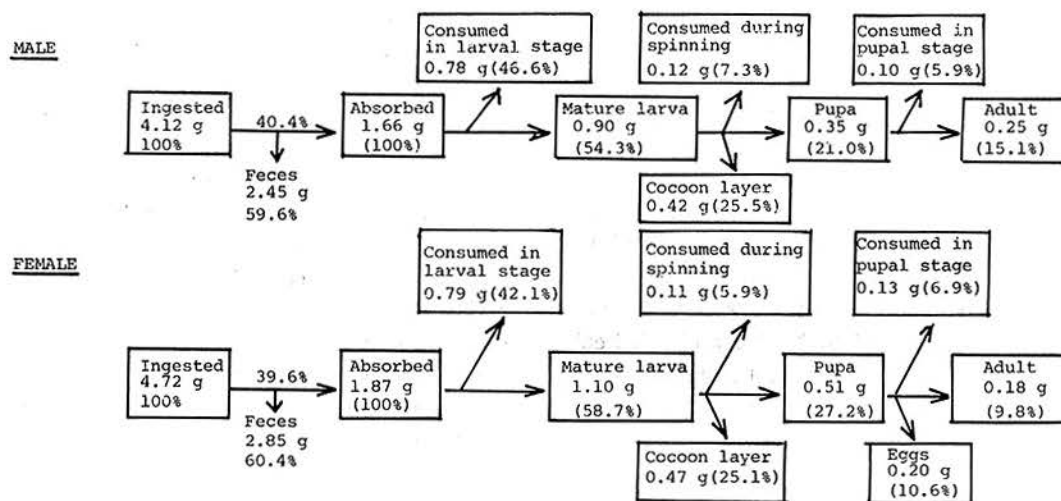 MALE
Consumed
in larval stage
0.78 g(46.6%)
Consumed during
spinning
0.12 g(7.3%)
Consumed in
pupal stage
0.10 g(5.9%)
Ingested
4.12 g
100%
40.4%
Feces
2.45 g
59.6%
Absorbed
1.66 g
(100%)
Mature larva
0.90 g
(54.3%)
Cocoon layer
0.42 g(25.5%)
Pupa
0.35 g
(21.0%)
Adult
0.25 g
(15.1%)
FEMALE
Consumed in
larval stage
0.79 g(42.1%)
Consumed during
spinning
0.11 g(5.9%)
Consumed in
pupal stage
0.13 g(6.9%)
Ingested
4.72 g
100%
39.6%
Feces
2.85 g
60.4%
Absorbed
1.87 g
(100%)
Mature larva
1.10 g
(58.7%)
Cocoon layer
0.47 g(25.1%)
Pupa
0.51 g
(27.2%)
Eggs
0.20 g
(10.6%)
Adult
0.18 g
(9.8%)